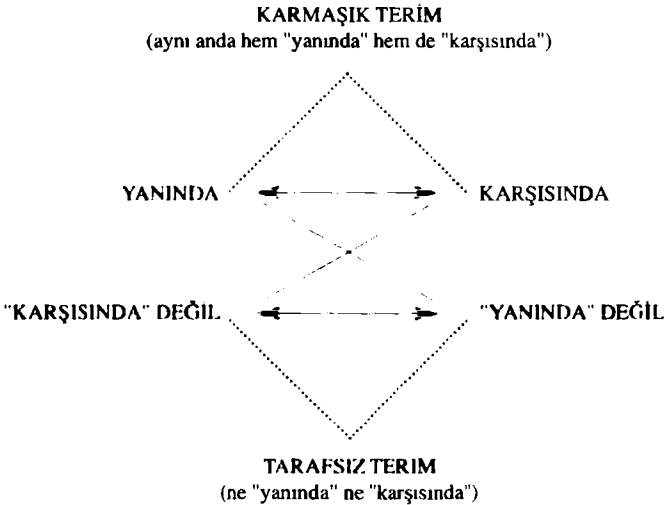 KARMAŞIK TERİM
(aynı anda hem "yanında" hem de "karşısında")
YANINDA
KARŞISINDA
"KARŞISINDA" DEĞİL
"YANINDA" DEĞİL
TARAFSIZ TERIM
(ne "yanında" ne "karşısında")